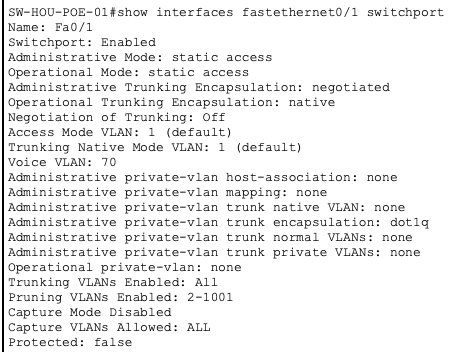 SW-HOU-POE-01#show interfaces fastethernet0/1 switchport
Name: Fa0/1
Switchport: Enabled
Administrative Mode: static access
Operational Mode: static access
Administrative Trunking Encapsulation: negotiated
Operational Trunking Encapsulation: native
Negotiation of Trunking: Off
Access Mode VLAN: 1 (default)
Trunking Native Mode VLAN: 1 (default)
Voice VLAN: 70
Administrative private-vlan host-association: none
Administrative private-vlan mapping: none
Administrative private-vlan trunk native VLAN: none
Administrative private-vlan trunk encapsulation: dot1q
Administrative private-vlan trunk normal VLANs: none
Administrative private-vlan trunk private VLANs: none
Operational private-vlan: none
Trunking VLANs Enabled: All
Pruning VLANs Enabled: 2-1001
Capture Mode Disabled
Capture VLANs Allowed: ALL
Protected: false